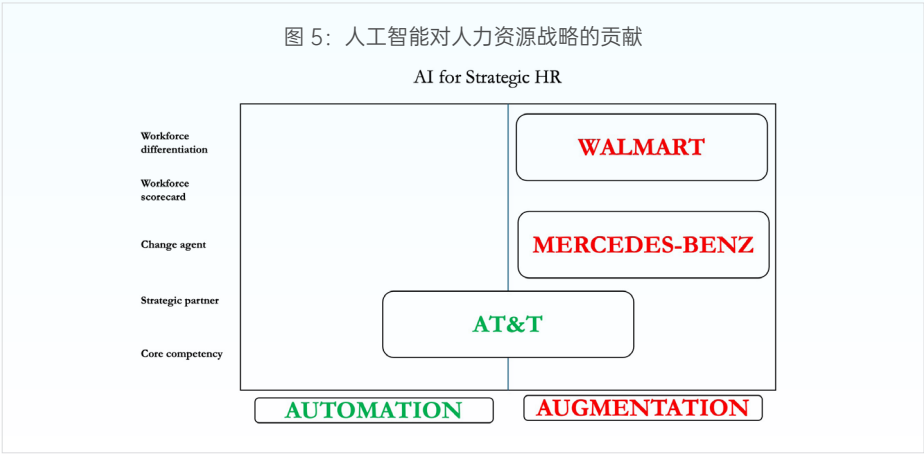 图 5：人工智能对人力资源战略的贡献
AI for Strategic HR
Workforce
differentiation
WALMART
Workforce
scorecard
Change agent
MERCEDES-BENZ
Strategic partner
AT&T
Core competency
AUTOMATION
AUGMENTATION